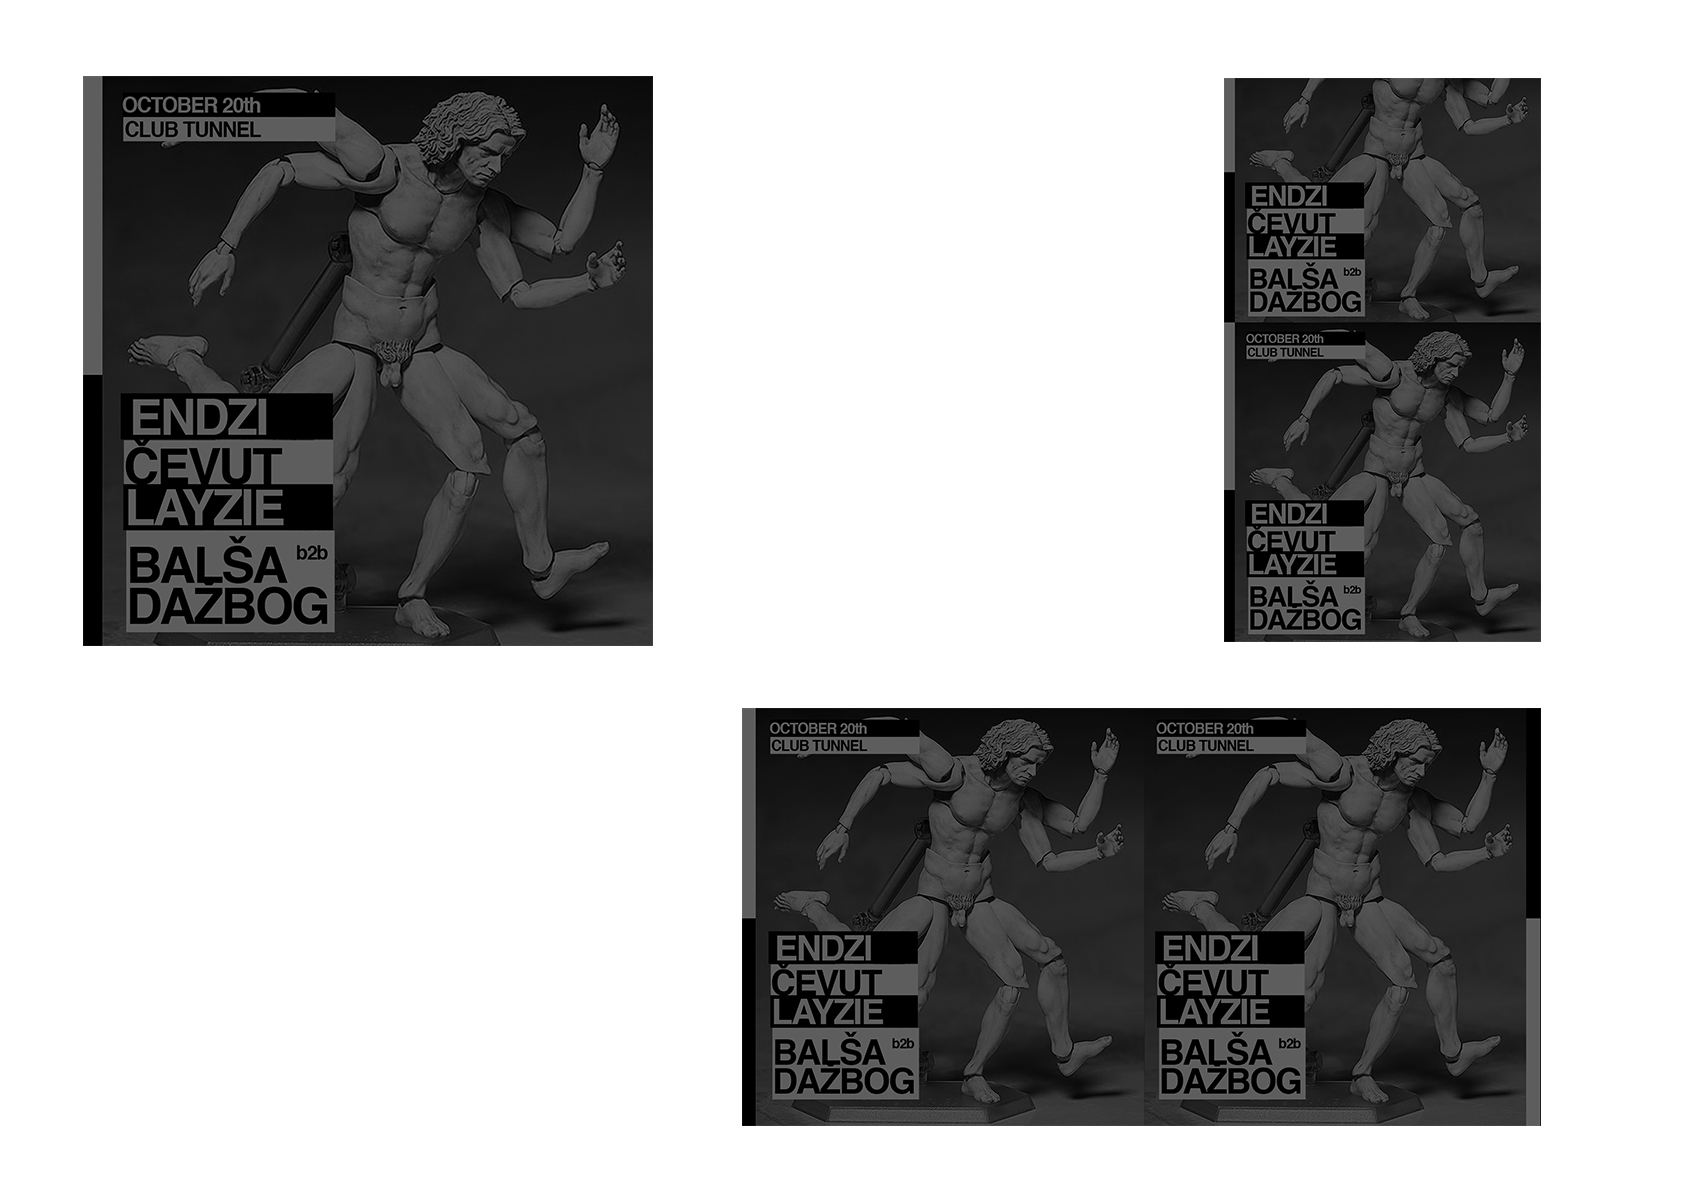 OCTOBER 20th
CLUB TUNNEL
ENDZI
ČEVUT
LAYZIE
BALŠA b2b
DAŽBOG
ENDZI
ČEVUT
LAYZIE
BALŠA b2b
DAŽBOG
OCTOBER 20th
CLUB TUNNEL
ENDZI
ČEVUT
LAYZIE
BALŠA b2b
DAŽBOG
OCTOBER 20th
CLUB TUNNEL
ENDZI
ČEVUT
LAYZIE
BALŠA b2b
DAŽBOG
OCTOBER 20th
CLUB TUNNEL
ENDZI
ČEVUT
LAYZIE
BALŠA b2b
DAŽBOG